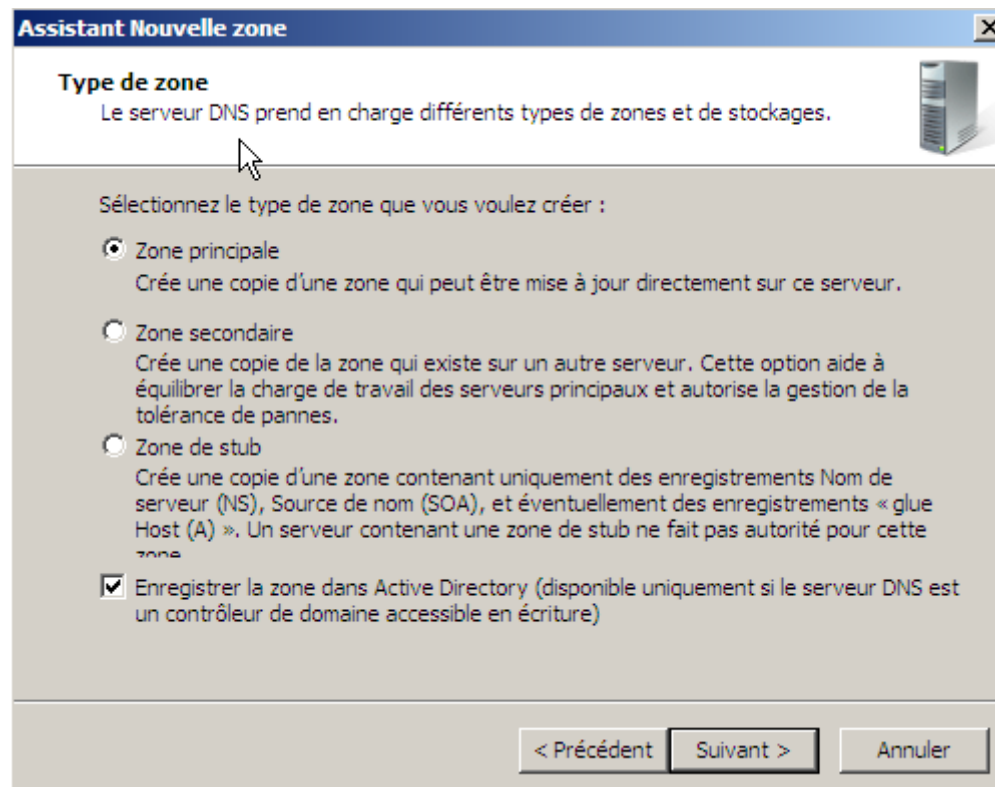 Assistant Nouvelle zone
Type de zone
Le serveur DNS prend en charge différents types de zones et de stockages.
Sélectionnez le type de zone que vous voulez créer :
Zone principale
Crée une copie d'une zone qui peut être mise à jour directement sur ce serveur.
Zone secondaire
Crée une copie de la zone qui existe sur un autre serveur. Cette option aide à
équilibrer la charge de travail des serveurs principaux et autorise la gestion de la
tolérance de pannes.
Zone de stub
Crée une copie d'une zone contenant uniquement des enregistrements Nom de
serveur (NS), Source de nom (SOA), et éventuellement des enregistrements « glue
Host (A) ». Un serveur contenant une zone de stub ne fait pas autorité pour cette
zone
Enregistrer la zone dans Active Directory (disponible uniquement si le serveur DNS est
un contrôleur de domaine accessible en écriture)
< Précédent Suivant > Annuler